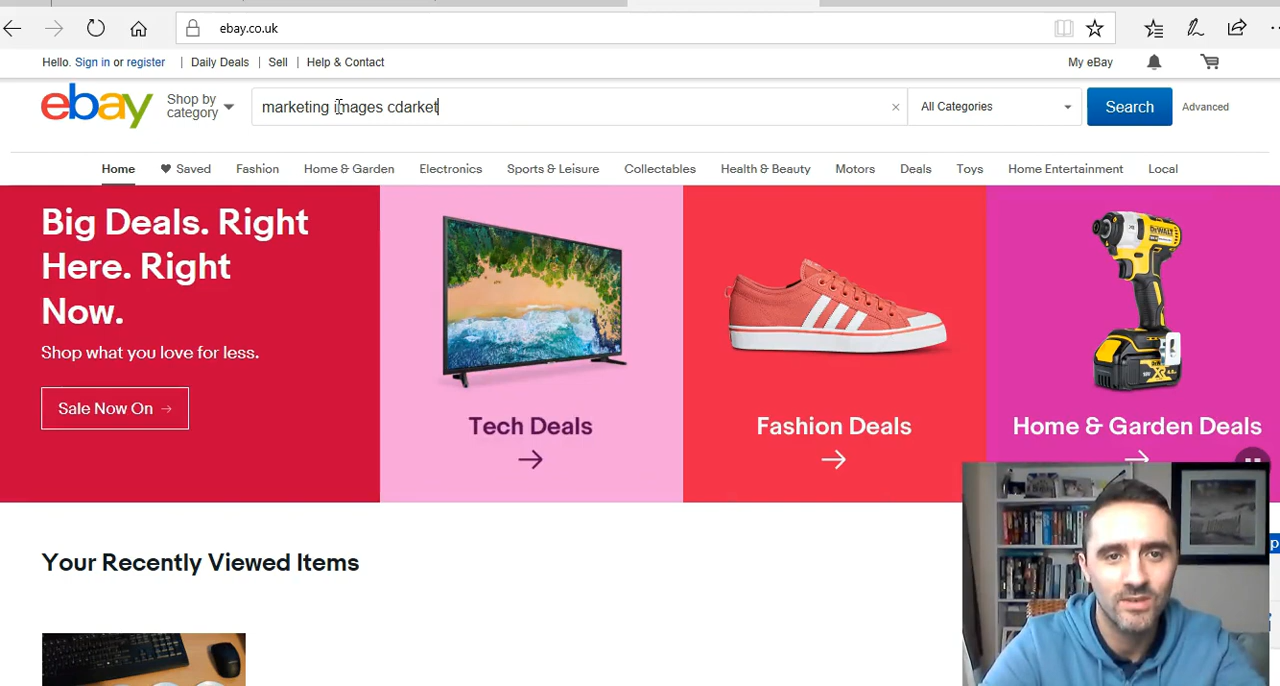 ebay.co.uk
Hello. Sign in or register | Daily Deals | Sell | Help & Contact My eBay
ebay Shop by category marketing images cdarket × All Categories Search Advanced
Home Saved Fashion Home & Garden Electronics Sports & Leisure Collectables Health & Beauty Motors Deals Toys Home Entertainment Local
Big Deals. Right
Here. Right
Now.
Shop what you love for less.
Sale Now On →
Tech Deals
Fashion Deals
Home & Garden Deals
DEWALT
XR
Your Recently Viewed Items